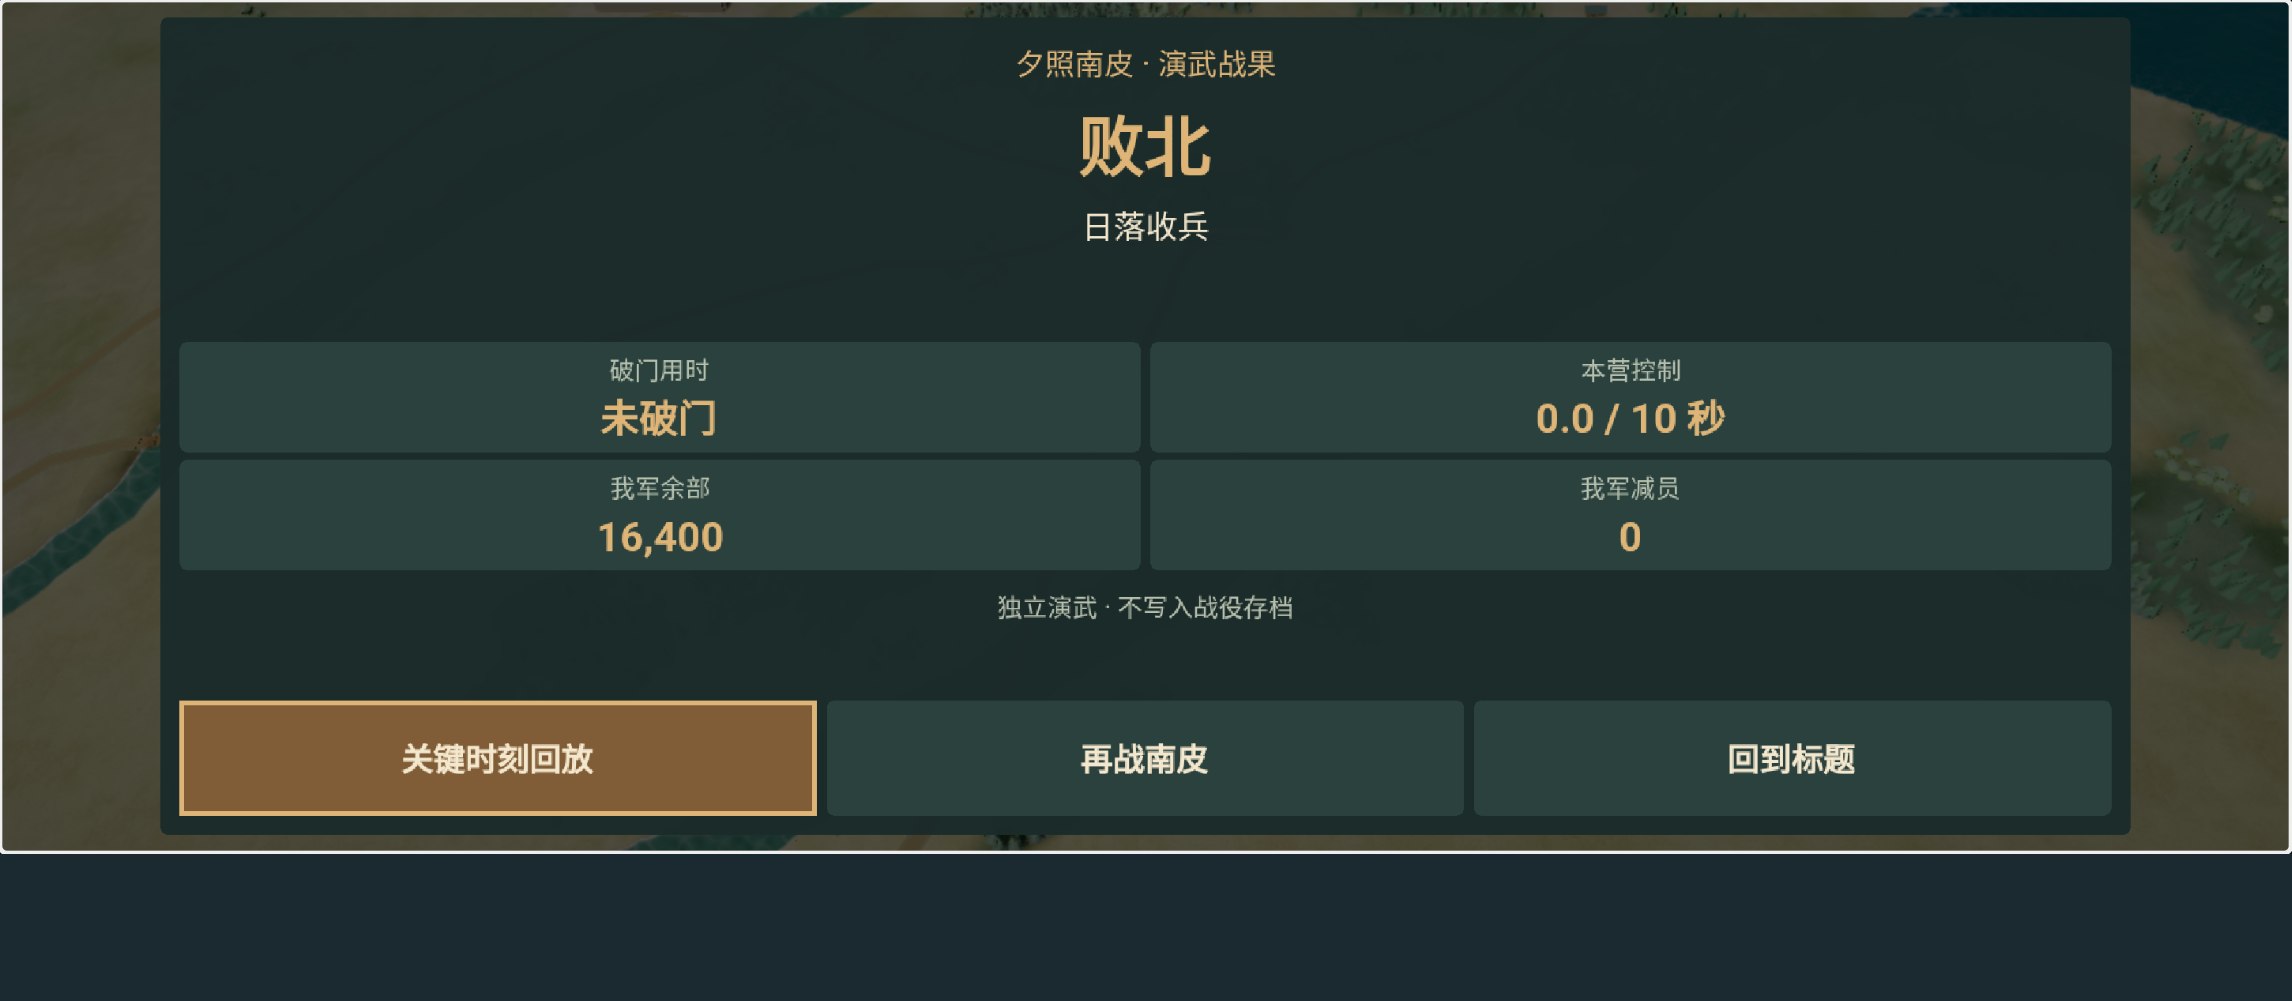 夕照南皮 · 演武战果
败北
日落收兵
破门用时
未破门
本营控制
0.0 / 10 秒
我军余部
16,400
我军减员
0
独立演武 · 不写入战役存档
关键时刻回放
再战南皮
回到标题